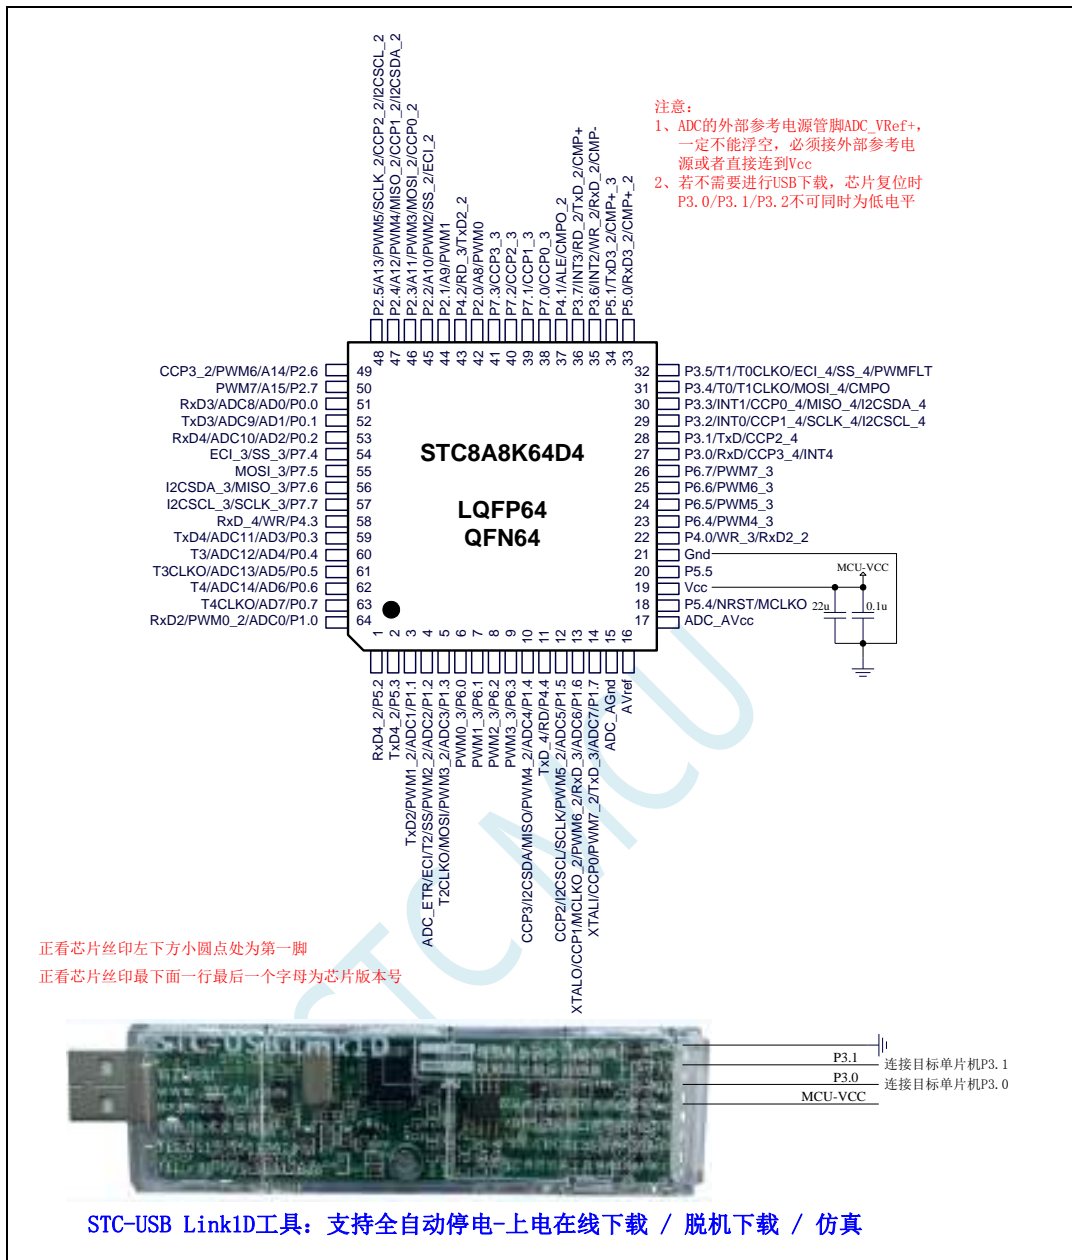 P2.5/A13/PWM5/SCLK_2/CCP2_2/I2CSCL_2
P2.4/A12/PWM4/MISO_2/CCP1_2/I2CSDA_2
P2.3/A11/PWM3/MOSI_2/CCP0_2
P2.2/A10/PWM2/SS_2/ECI_2
P2.1/A9/PWM1
P4.2/RD_3/TxD2_2
P2.0/A8/PWM0
P7.3/CCP3_3
P7.2/CCP2_3
P7.1/CCP1_3
P7.0/CCP0_3
P4.1/ALE/CMPO_2
P3.7/INT3/RD_2/TxD_2/CMP+
P3.6/INT2/WR_2/RxD_2/CMP-
P5.1/TxD3_2/CMP+_3
P5.0/RxD3_2/CMP+_2
注意：
1、ADC的外部参考电源管脚ADC_VRef+，
一定不能浮空，必须接外部参考电
源或者直接连到Vcc
2、若不需要进行USB下载，芯片复位时
P3.0/P3.1/P3.2不可同时为低电平
48 47 46 45 44 43 42 41 40 39 38 37 36 35 34 33
CCP3_2/PWM6/A14/P2.6 49
PWM7/A15/P2.7 50
RxD3/ADC8/AD0/P0.0 51
TxD3/ADC9/AD1/P0.1 52
RxD4/ADC10/AD2/P0.2 53
ECI_3/SS_3/P7.4 54
MOSI_3/P7.5 55
I2CSDA_3/MISO_3/P7.6 56
I2CSCL_3/SCLK_3/P7.7 57
RxD_4/WR/P4.3 58
TxD4/ADC11/AD3/P0.3 59
T3/ADC12/AD4/P0.4 60
T3CLKO/ADC13/AD5/P0.5 61
T4/ADC14/AD6/P0.6 62
T4CLKO/AD7/P0.7 63
RxD2/PWM0_2/ADC0/P1.0 64
STC8A8K64D4
LQFP64
QFN64
32 P3.5/T1/T0CLKO/ECI_4/SS_4/PWMFLT
31 P3.4/T0/T1CLKO/MOSI_4/CMPO
30 P3.3/INT1/CCP0_4/MISO_4/I2CSDA_4
29 P3.2/INT0/CCP1_4/SCLK_4/I2CSCL_4
28 P3.1/TxD/CCP2_4
27 P3.0/RxD/CCP3_4/INT4
26 P6.7/PWM7_3
25 P6.6/PWM6_3
24 P6.5/PWM5_3
23 P6.4/PWM4_3
22 P4.0/WR_3/RxD2_2
21 Gnd
20 P5.5
19 Vcc
18 P5.4/NRST/MCLKO
17 ADC_AVcc
MCU-VCC
22u
0.1u
1 2 3 4 5 6 7 8 9 10 11 12 13 14 15 16
RxD4_2/P5.2
TxD4_2/P5.3
TxD2/PWM1_2/ADC1/P1.1
ADC_ETR/ECI/T2/SS/PWM2_2/ADC2/P1.2
T2CLKO/MOSI/PWM3_2/ADC3/P1.3
PWM0_3/P6.0
PWM1_3/P6.1
PWM2_3/P6.2
PWM3_3/P6.3
CCP3/I2CSDA/MISO/PWM4_2/ADC4/P1.4
TxD_4/RD/P4.4
CCP2/I2CSCL/SCLK/PWM5_2/ADC5/P1.5
XTALO/CCP1/MCLKO_2/PWM6_2/RxD_3/ADC6/P1.6
XTALI/CCP0/PWM7_2/TxD_3/ADC7/P1.7
ADC_AGnd
AVref
STCMCU
正看芯片丝印左下方小圆点处为第一脚
正看芯片丝印最下面一行最后一个字母为芯片版本号
STC-USB Link1D
P3.1 连接目标单片机P3.1
P3.0 连接目标单片机P3.0
MCU-VCC
STC-USB Link1D工具: 支持全自动停电-上电在线下载 / 脱机下载 / 仿真